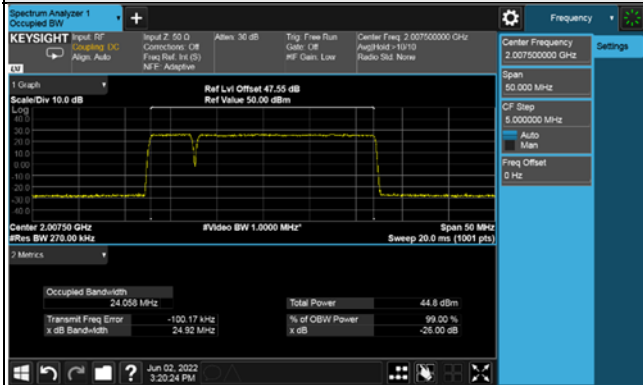 Spectrum Analyzer 1
Occupied BW
Frequency
KEYSIGHT
Input: RF
Coupling: DC
Align: Auto
Input Z: 50 Ω
Corrections: Off
Freq Ref: Int (S)
NFE: Adaptive
Atten: 30 dB
Trig: Free Run
Gate: Off
#IF Gain: Low
Center Freq: 2.007500000 GHz
Avg|Hold >10/10
Radio Std: None
LXI
1 Graph
Scale/Div 10.0 dB
Ref Lvl Offset 47.55 dB
Ref Value 50.00 dBm
Log
40.0
30.0
20.0
10.0
0.00
-10.0
-20.0
-30.0
-40.0
Center 2.00750 GHz
#Res BW 270.00 kHz
#Video BW 1.0000 MHz*
Span 50 MHz
Sweep 20.0 ms (1001 pts)
2 Metrics
Occupied Bandwidth
24.058 MHz
Total Power 44.8 dBm
Transmit Freq Error -100.17 kHz
% of OBW Power 99.00 %
x dB Bandwidth 24.92 MHz
x dB -26.00 dB
Jun 02, 2022
3:20:24 PM
Center Frequency
2.007500000 GHz
Settings
Span
50.000 MHz
CF Step
5.000000 MHz
Auto
Man
Freq Offset
0 Hz